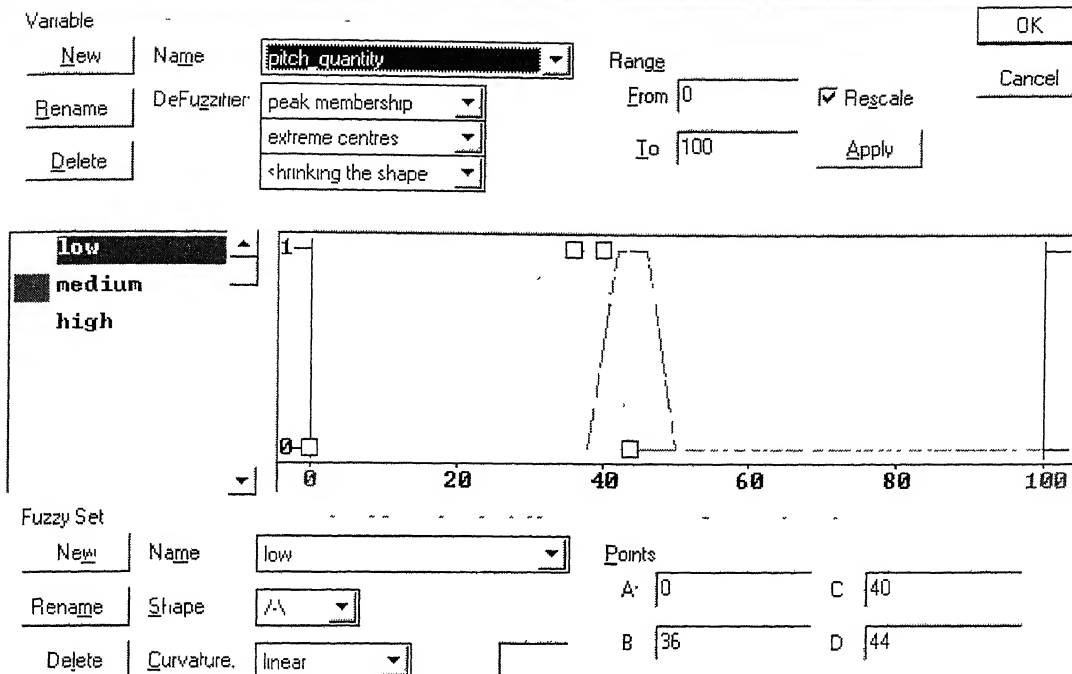 Variable
New Name pitch_quantity
OK
Range
Cancel
Rename DeFuzzifier peak membership
From 0 Rescale
extreme centres
To 100 Apply
Delete
shrinking the shape
low
medium
high
1
0
0 20 40 60 80 100
Fuzzy Set
New Name low
Points
A: 0 C 40
Rename Shape /-\
B 36 D 44
Delete Curvature. linear